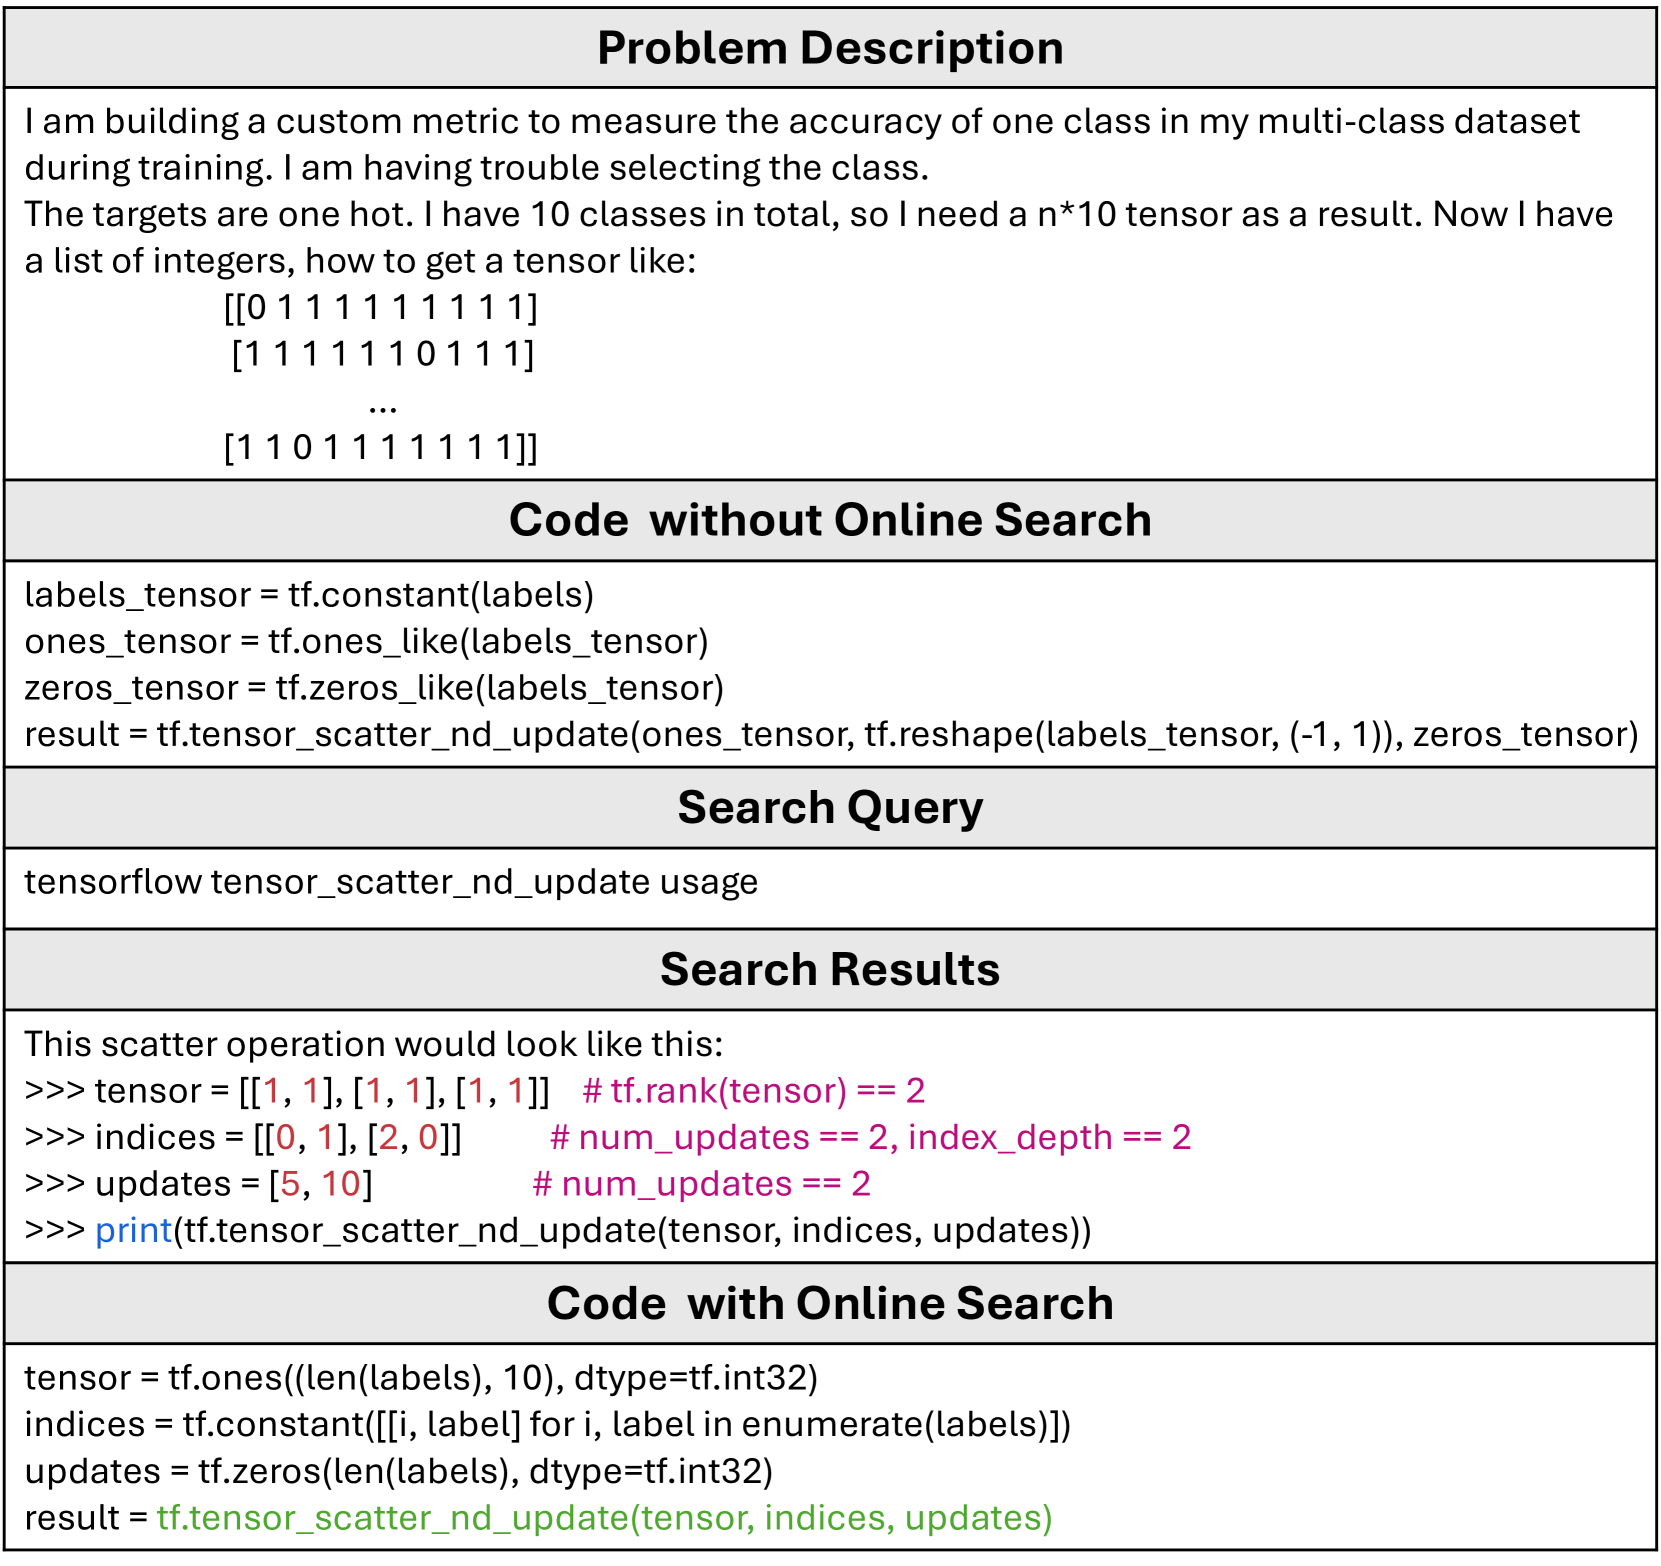 Problem Description
I am building a custom metric to measure the accuracy of one class in my multi-class dataset
during training. I am having trouble selecting the class.
The targets are one hot. I have 10 classes in total, so I need a n*10 tensor as a result. Now I have
a list of integers, how to get a tensor like:
[[0 1 1 1 1 1 1 1 1 1]
[1 1 1 1 1 1 0 1 1 1]
...
[1 1 0 1 1 1 1 1 1 1]]
Code  without Online Search
labels_tensor = tf.constant(labels)
ones_tensor = tf.ones_like(labels_tensor)
zeros_tensor = tf.zeros_like(labels_tensor)
result = tf.tensor_scatter_nd_update(ones_tensor, tf.reshape(labels_tensor, (-1, 1)), zeros_tensor)
Search Query
tensorflow tensor_scatter_nd_update usage
Search Results
This scatter operation would look like this:
>>> tensor = [[1, 1], [1, 1], [1, 1]]   # tf.rank(tensor) == 2
>>> indices = [[0, 1], [2, 0]]   # num_updates == 2, index_depth == 2
>>> updates = [5, 10]   # num_updates == 2
>>> print(tf.tensor_scatter_nd_update(tensor, indices, updates))
Code  with Online Search
tensor = tf.ones((len(labels), 10), dtype=tf.int32)
indices = tf.constant([[i, label] for i, label in enumerate(labels)])
updates = tf.zeros(len(labels), dtype=tf.int32)
result = tf.tensor_scatter_nd_update(tensor, indices, updates)